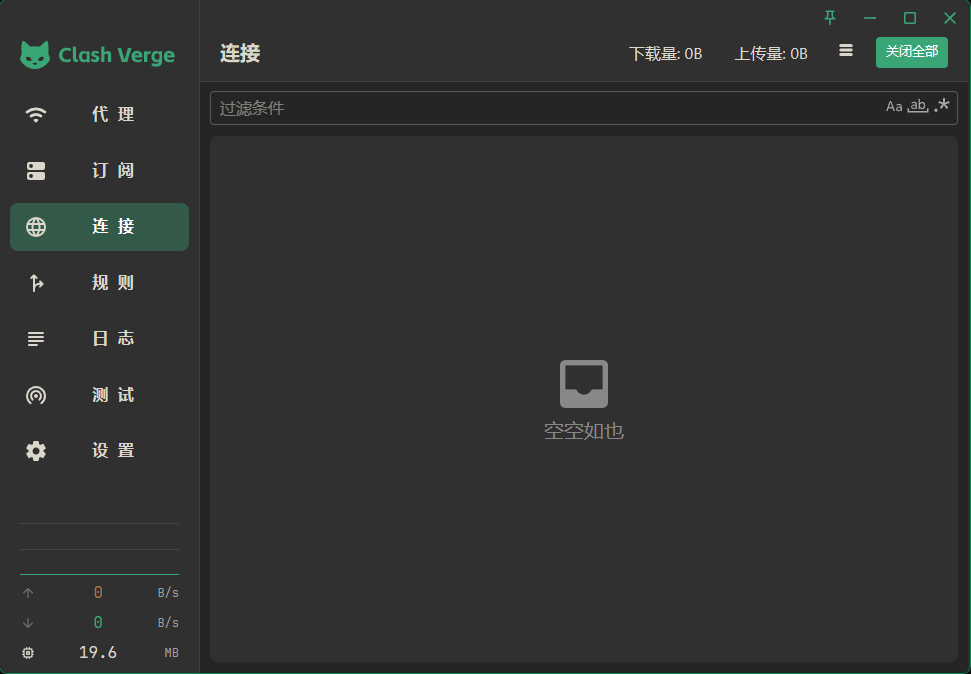 Clash Verge
代理
订阅
连接
规则
日志
测试
设置
0 B/s
0 B/s
19.6 MB
连接
下载量: 0B 上传量: 0B 关闭全部
过滤条件 Aa ab .*
空空如也